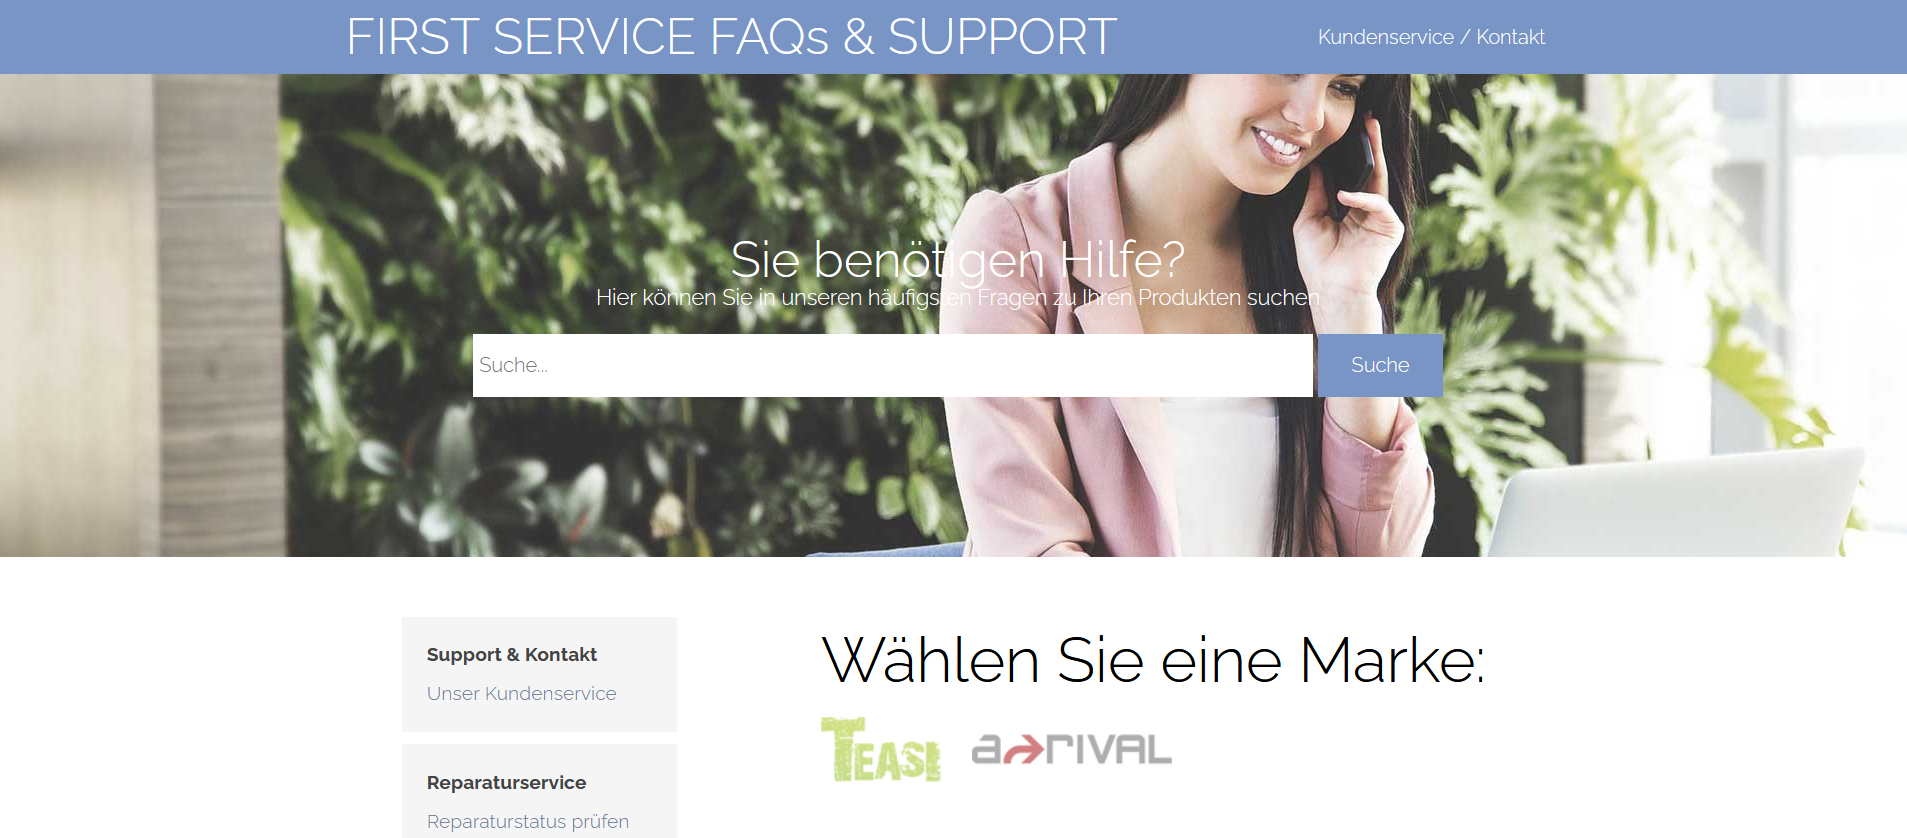 FIRST SERVICE FAQs & SUPPORT
Kundenservice / Kontakt
Sie benötigen Hilfe?
Hier können Sie in unseren häufigsten Fragen zu Ihren Produkten suchen
Suche...
Suche
Support & Kontakt
Unser Kundenservice
Reparaturservice
Reparaturstatus prüfen
Wählen Sie eine Marke:
TEASI
a-rival